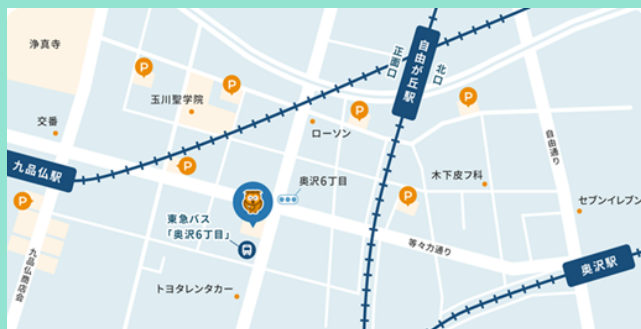 浄真寺
P
P
玉川聖学院
交番
ローソン
P
正面口
自由が丘駅
北口
P
自由通り
九品仏駅
P
奥沢6丁目
木下皮フ科
P
P
セブンイレブン
東急バス
「奥沢6丁目」
等々力通り
九品仏商店会
トヨタレンタカー
奥沢駅